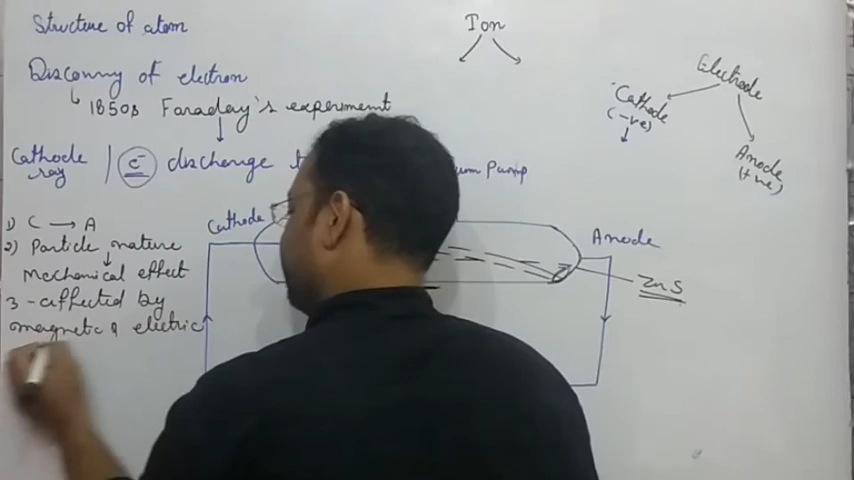 Structure of atom
Ion
Discovery of electron
1850s Faraday's experiment
Electrode
Cathode
(-ve)
Anode
(+ve)
Cathode ray | e⁻ discharge
Pump
1) C → A
2) Particle nature
Mechanical effect
3 - affected by
magnetic & electric
Cathode
Anode
ZnS